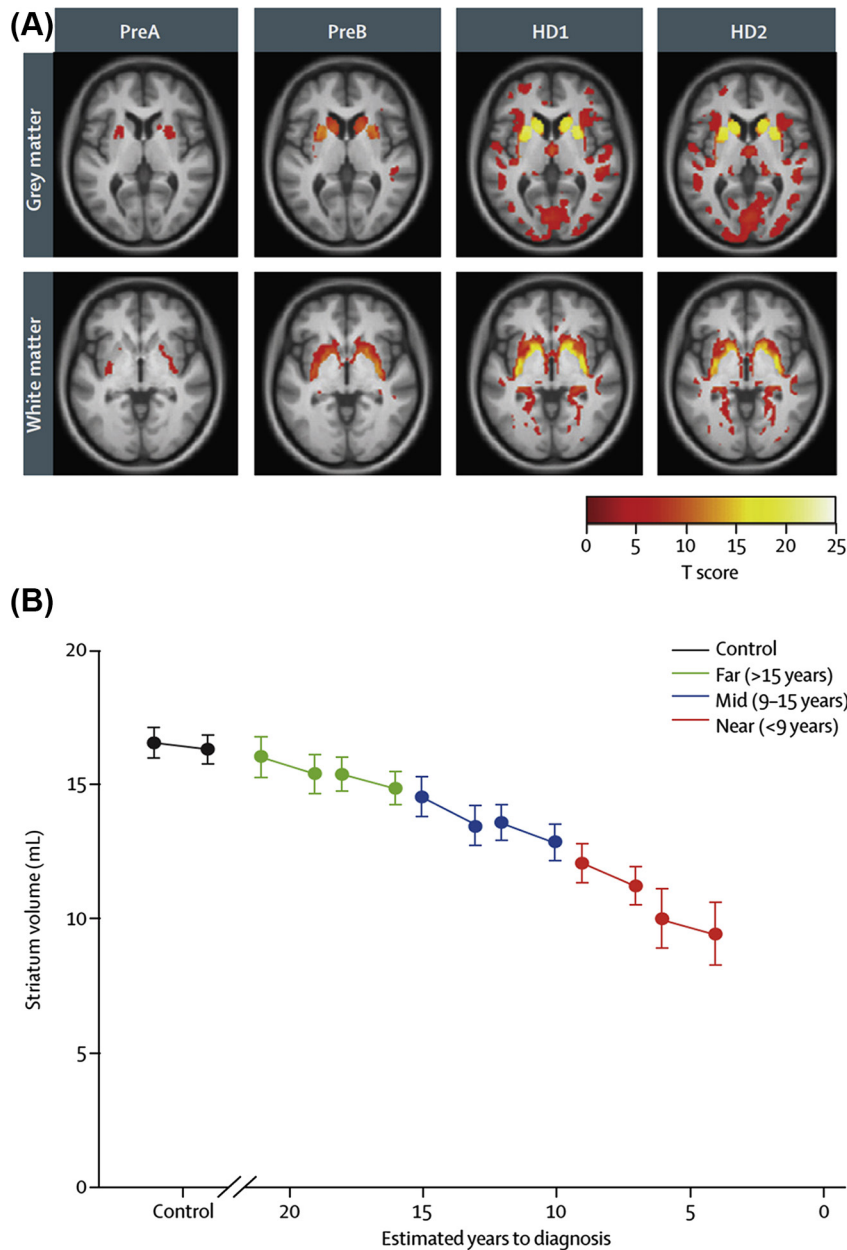 (A)
PreA PreB HD1 HD2
Grey matter
White matter
0 5 10 15 20 25
T score
(B)
Control
Far (>15 years)
Mid (9–15 years)
Near (<9 years)
20
15
10
5
0
Striatum volume (mL)
Control 20 15 10 5 0
Estimated years to diagnosis